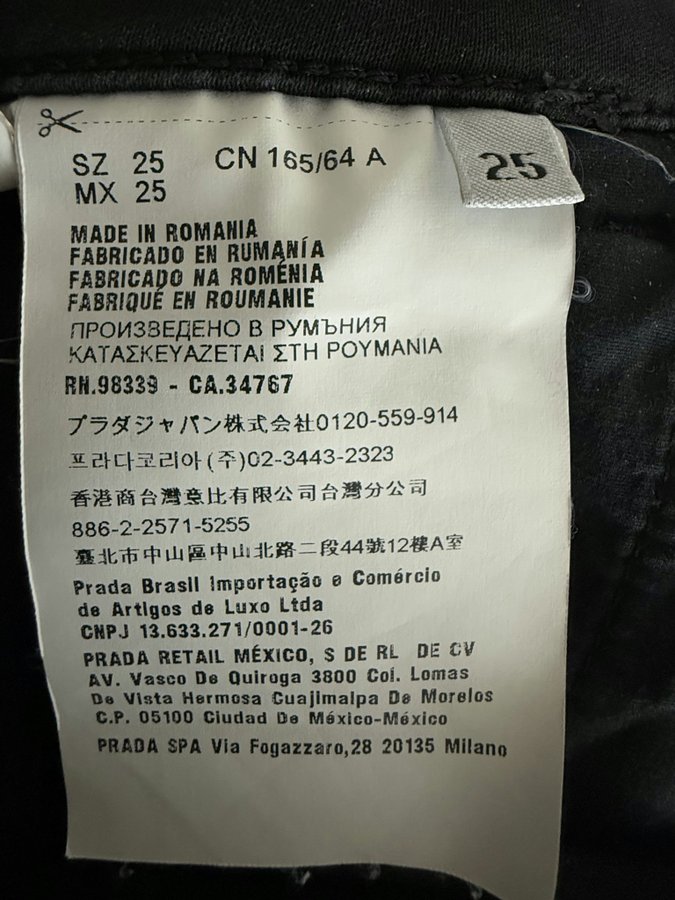 SZ 25 CN 165/64 A
25
MX 25
MADE IN ROMANIA
FABRICADO EN RUMANÍA
FABRICADO NA ROMÉNIA
FABRIQUÉ EN ROUMANIE
ПРОИЗВЕДЕНО В РУМЪНИЯ
ΚΑΤΑΣΚΕΥΑΖΕΤΑΙ ΣΤΗ ΡΟΥΜΑΝΙΑ
RN.98339 - CA.34767
プラダジャパン株式会社0120-559-914
프라다코리아(주)02-3443-2323
香港商台灣意比有限公司台灣分公司
886-2-2571-5255
臺北市中山區中山北路二段44號12樓A室
Prada Brasil Importação e Comércio
de Artigos de Luxo Ltda
CNPJ 13.633.271/0001-26
PRADA RETAIL MÉXICO, S DE RL DE CV
AV. Vasco De Quiroga 3800 Col. Lomas
De Vista Hermosa Cuajimalpa De Morelos
C.P. 05100 Ciudad De México-México
PRADA SPA Via Fogazzaro,28 20135 Milano